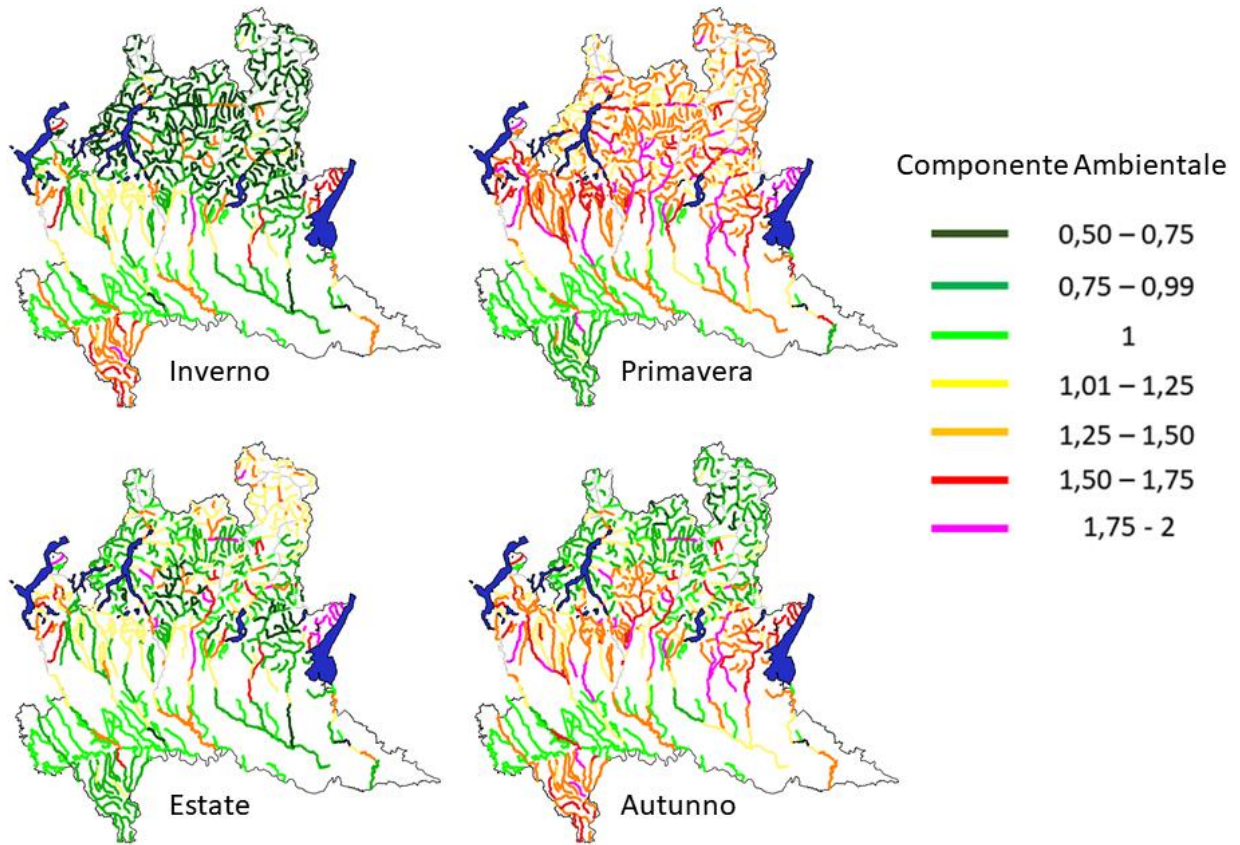 Inverno
Primavera
Componente Ambientale
0,50 – 0,75
0,75 – 0,99
1
1,01 – 1,25
1,25 – 1,50
1,50 – 1,75
1,75 - 2
Estate
Autunno